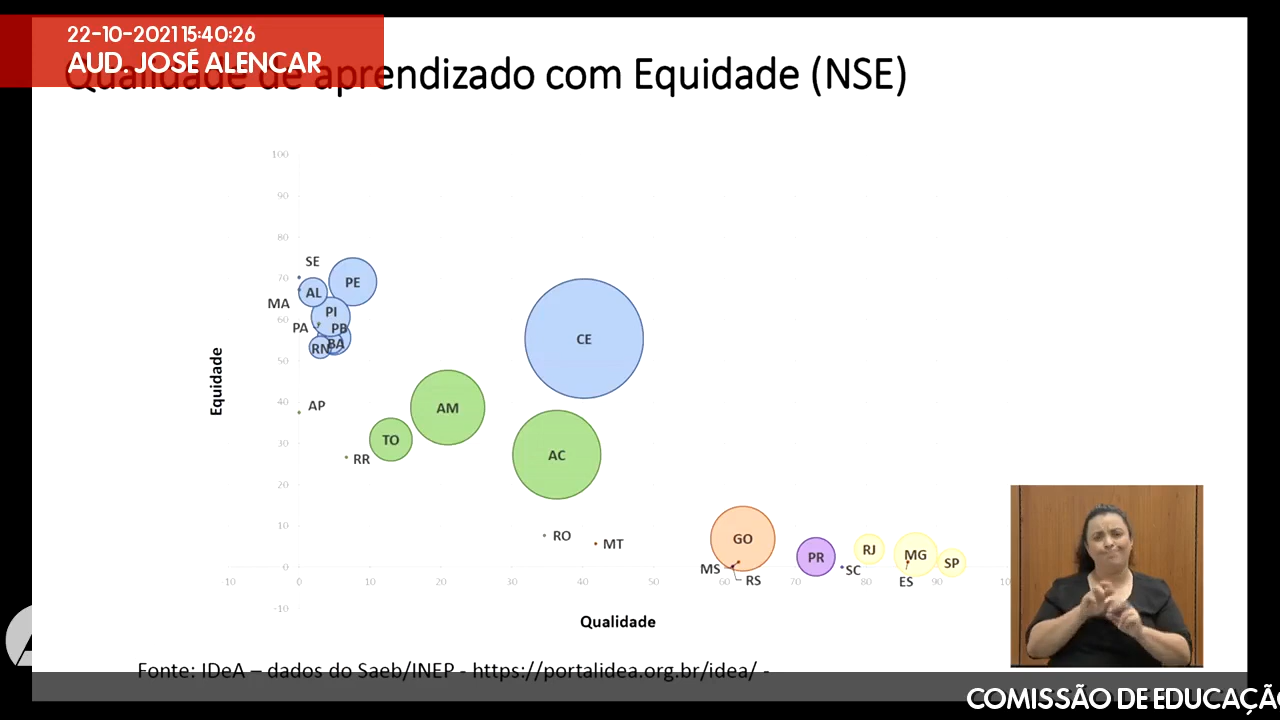 22-10-2021 15:40:26
AUD. JOSÉ ALENCAR
Qualidade de aprendizado com Equidade (NSE)
100
90
80
70
60
50
40
30
20
10
0
-10
Equidade
SE
PE
AL
MA
PI
PA
PB
BA
RN
CE
AP
AM
TO
RR
AC
RO
MT
GO
MS
RS
PR
SC
RJ
MG
ES
SP
-10 0 10 20 30 40 50 60 70 80 90 10
Qualidade
Fonte: IDeA – dados do Saeb/INEP - https://portalidea.org.br/idea/ -
COMISSÃO DE EDUCAÇÃO